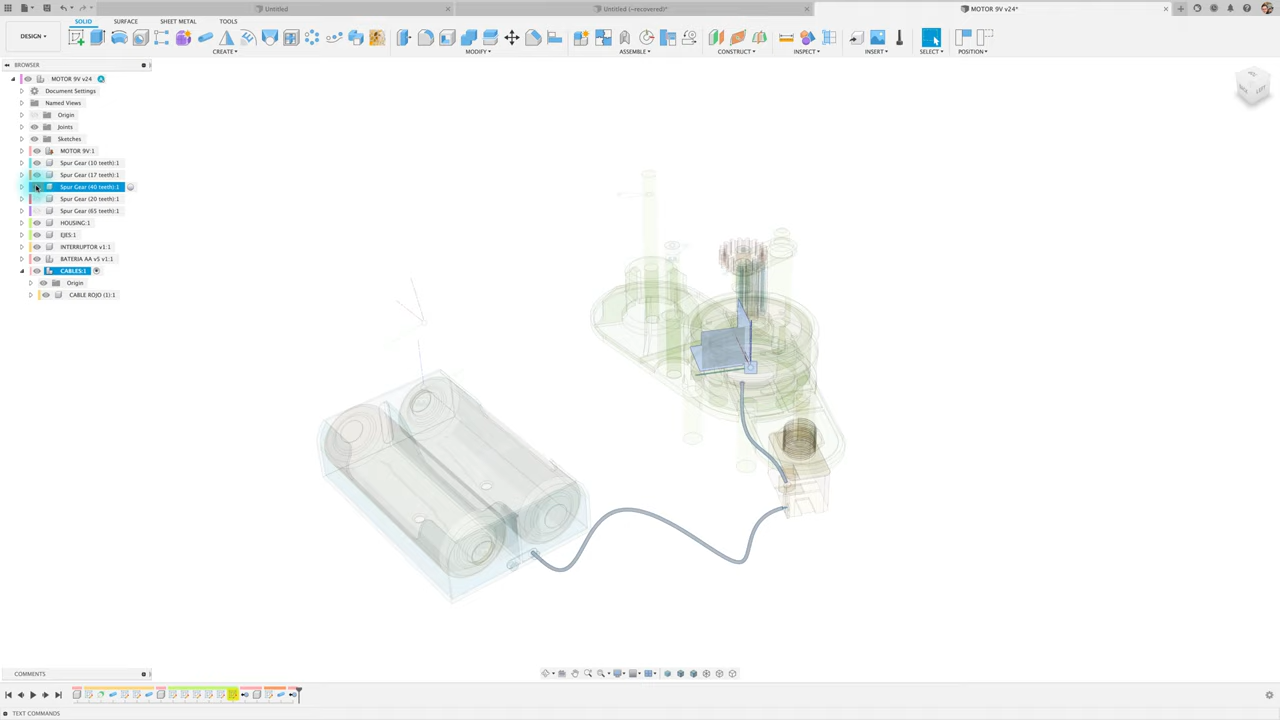 Untitled
Untitled (~recovered)*
MOTOR 9V v24*
DESIGN
SOLID
SURFACE
SHEET METAL
TOOLS
CREATE
MODIFY
ASSEMBLE
CONSTRUCT
INSPECT
INSERT
SELECT
POSITION
BROWSER
MOTOR 9V v24
Document Settings
Named Views
Origin
Joints
Sketches
MOTOR 9V:1
Spur Gear (10 teeth):1
Spur Gear (17 teeth):1
Spur Gear (40 teeth):1
Spur Gear (20 teeth):1
Spur Gear (65 teeth):1
HOUSING:1
EJES:1
INTERRUPTOR v1:1
BATERIA AA v5 v1:1
CABLES:1
Origin
CABLE ROJO (1):1
COMMENTS
TEXT COMMANDS